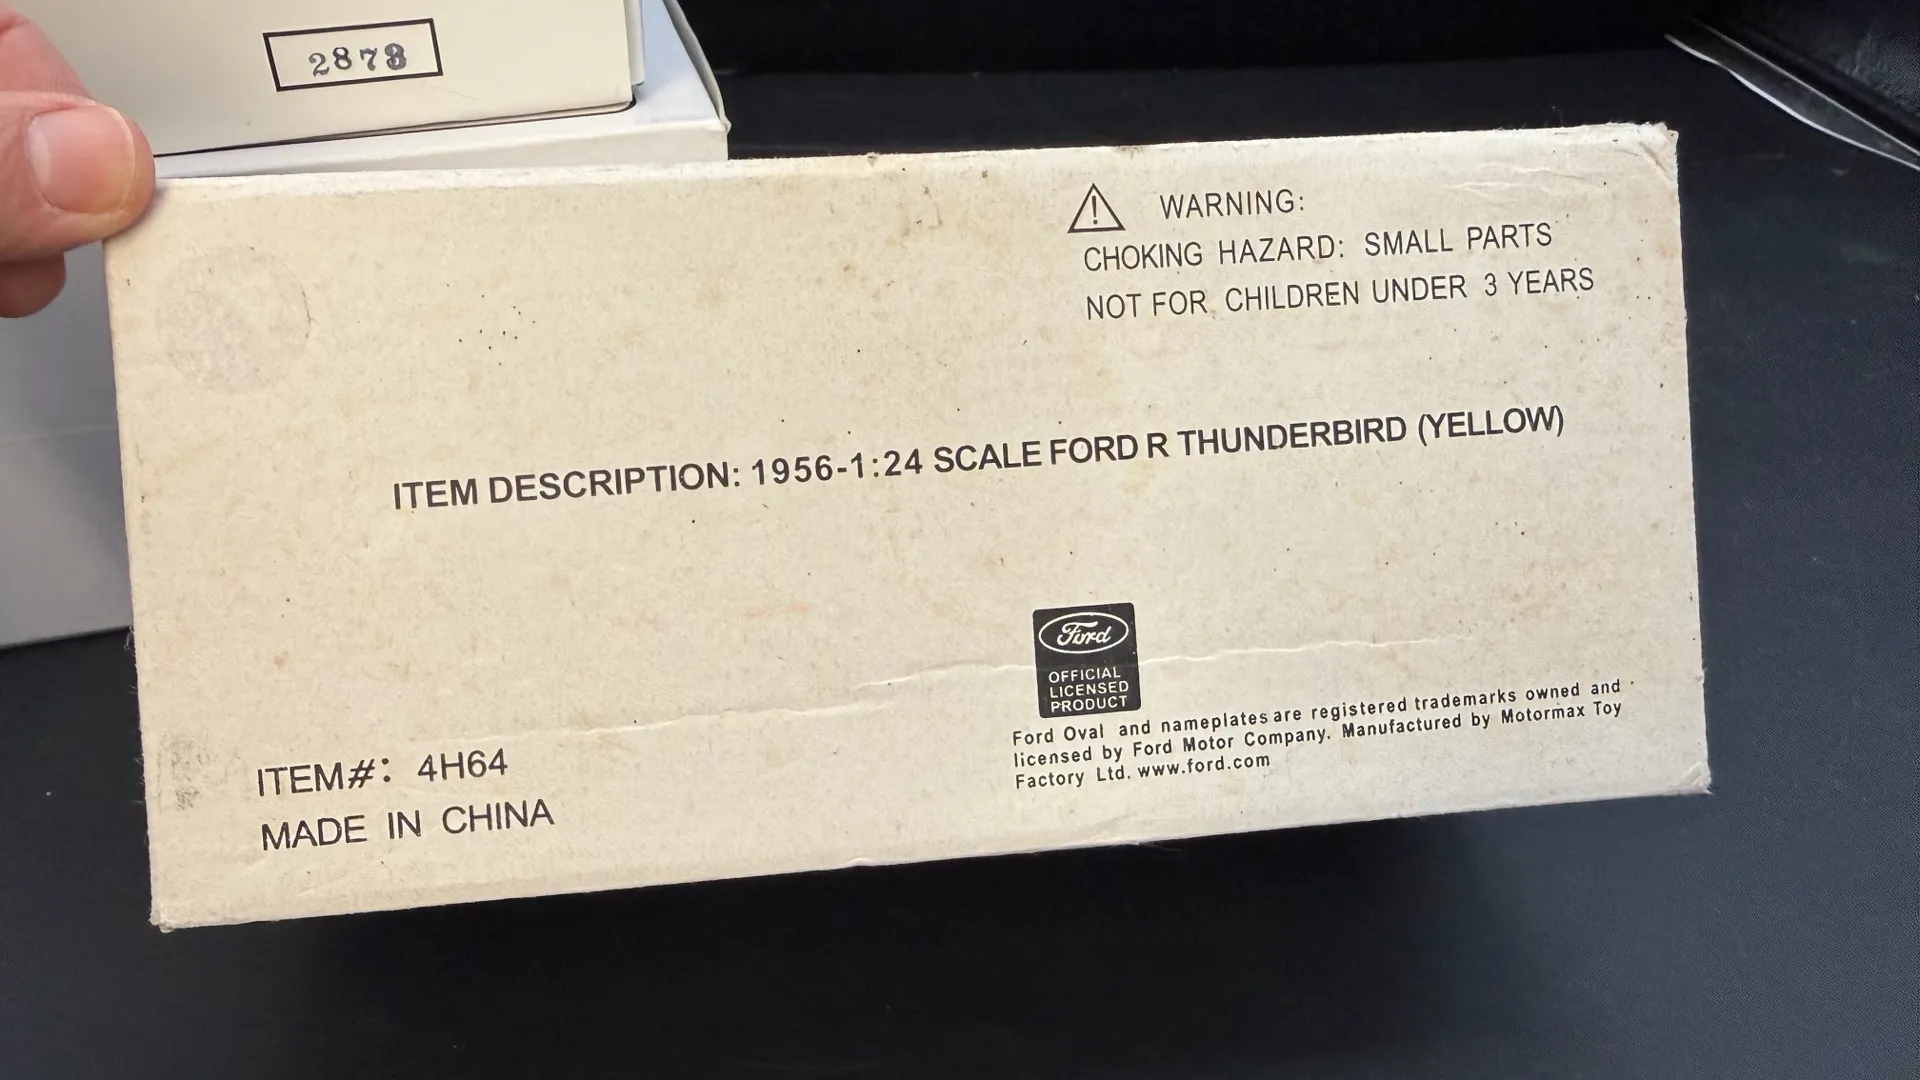 2873
WARNING:
CHOKING HAZARD: SMALL PARTS
NOT FOR CHILDREN UNDER 3 YEARS
ITEM DESCRIPTION: 1956-1:24 SCALE FORD R THUNDERBIRD (YELLOW)
Ford
OFFICIAL
LICENSED
PRODUCT
Ford Oval and nameplates are registered trademarks owned and
licensed by Ford Motor Company. Manufactured by Motormax Toy
Factory Ltd. www.ford.com
ITEM#: 4H64
MADE IN CHINA